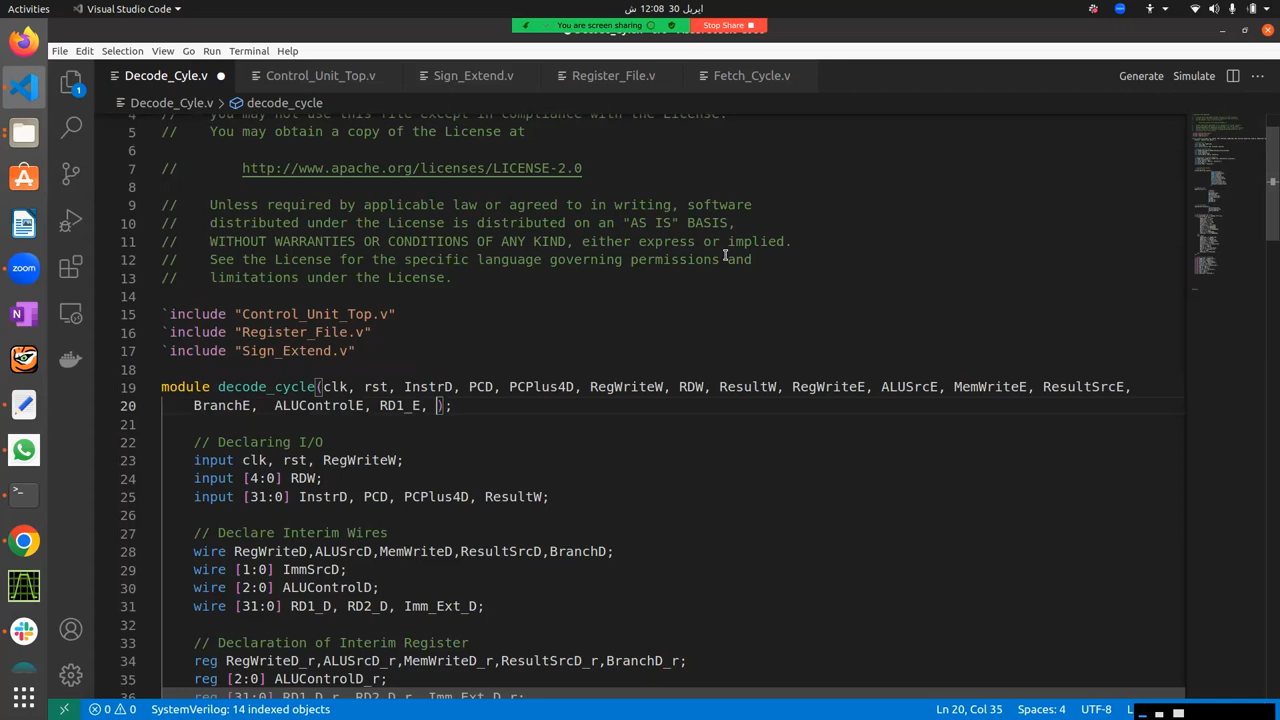 Activities Visual Studio Code 12:08 30 ابريل ش
You are screen sharing Stop Share
File Edit Selection View Go Run Terminal Help
Decode_Cyle.v Control_Unit_Top.v Sign_Extend.v Register_File.v Fetch_Cycle.v Generate Simulate
Decode_Cyle.v > decode_cycle
4 // you may not use this file except in compliance with the License.
5 // You may obtain a copy of the License at
6
7 // http://www.apache.org/licenses/LICENSE-2.0
8
9 // Unless required by applicable law or agreed to in writing, software
10 // distributed under the License is distributed on an "AS IS" BASIS,
11 // WITHOUT WARRANTIES OR CONDITIONS OF ANY KIND, either express or implied.
12 // See the License for the specific language governing permissions and
13 // limitations under the License.
14
15 `include "Control_Unit_Top.v"
16 `include "Register_File.v"
17 `include "Sign_Extend.v"
18
19 module decode_cycle(clk, rst, InstrD, PCD, PCPlus4D, RegWriteW, RDW, ResultW, RegWriteE, ALUSrcE, MemWriteE, ResultSrcE,
20 BranchE, ALUControlE, RD1_E, );
21
22 // Declaring I/O
23 input clk, rst, RegWriteW;
24 input [4:0] RDW;
25 input [31:0] InstrD, PCD, PCPlus4D, ResultW;
26
27 // Declare Interim Wires
28 wire RegWriteD,ALUSrcD,MemWriteD,ResultSrcD,BranchD;
29 wire [1:0] ImmSrcD;
30 wire [2:0] ALUControlD;
31 wire [31:0] RD1_D, RD2_D, Imm_Ext_D;
32
33 // Declaration of Interim Register
34 reg RegWriteD_r,ALUSrcD_r,MemWriteD_r,ResultSrcD_r,BranchD_r;
35 reg [2:0] ALUControlD_r;
36 reg [31:0] RD1_D_r, RD2_D_r, Imm_Ext_D_r;
0 0 SystemVerilog: 14 indexed objects Ln 20, Col 35 Spaces: 4 UTF-8 L
zoom
1